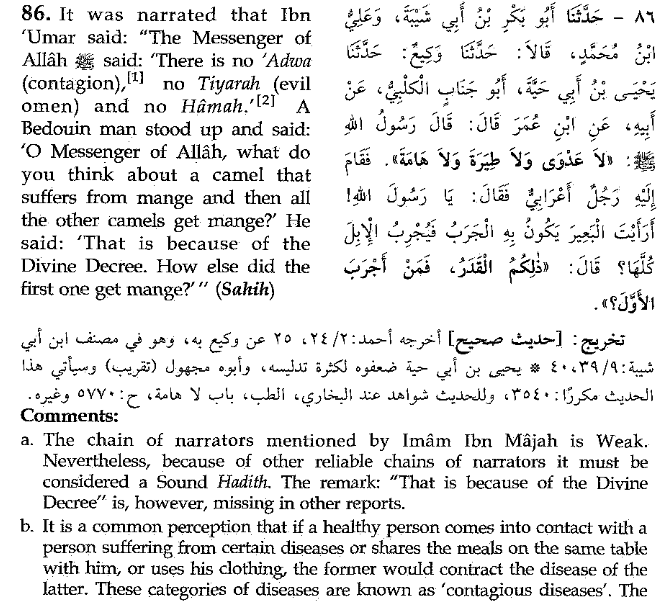 86. It was narrated that Ibn
'Umar said: "The Messenger of
Allâh ﷺ said: 'There is no 'Adwa
(contagion),[1] no Tiyarah (evil
omen) and no Hâmah.'[2] A
Bedouin man stood up and said:
'O Messenger of Allâh, what do
you think about a camel that
suffers from mange and then all
the other camels get mange?' He
said: 'That is because of the
Divine Decree. How else did the
first one get mange?' " (Sahih)
٨٦ - حَدَّثَنَا أَبُو بَكْرِ بْنُ أَبِي شَيْبَةَ، وَعَلِيُّ
ابْنُ مُحَمَّدٍ، قَالاَ: حَدَّثَنَا وَكِيعٌ: حَدَّثَنَا
يَحْيَى بْنُ أَبِي حَيَّةَ، أَبُو جَنَابٍ الْكَلْبِيُّ، عَنْ
أَبِيهِ، عَنِ ابْنِ عُمَرَ قَالَ: قَالَ رَسُولُ اللهِ
ﷺ: «لاَ عَدْوَى وَلاَ طِيَرَةَ وَلاَ هَامَةَ». فَقَامَ
إِلَيْهِ رَجُلٌ أَعْرَابِيٌّ فَقَالَ: يَا رَسُولَ اللهِ!
أَرَأَيْتَ الْبَعِيرَ يَكُونُ بِهِ الْجَرَبُ فَيُجْرِبُ الإِبِلَ
كُلَّهَا؟ قَالَ: «ذٰلِكُمُ الْقَدَرُ، فَمَنْ أَجْرَبَ
الأَوَّلَ؟».
تخريج: [حديث صحيح] أخرجه أحمد: ٢/ ٢٤، ٢٥ عن وكيع به، وهو في مصنف ابن أبي
شيبة: ٩/ ٣٩، ٤٠ * يحيى بن أبي حية ضعفوه لكثرة تدليسه، وأبوه مجهول (تقريب) وسيأتي هذا
الحديث مكررًا: ٣٥٤٠، وللحديث شواهد عند البخاري، الطب، باب لا هامة، ح: ٥٧٧٠ وغيره.
Comments:
a. The chain of narrators mentioned by Imâm Ibn Mâjah is Weak.
Nevertheless, because of other reliable chains of narrators it must be
considered a Sound Hadith. The remark: "That is because of the Divine
Decree" is, however, missing in other reports.
b. It is a common perception that if a healthy person comes into contact with a
person suffering from certain diseases or shares the meals on the same table
with him, or uses his clothing, the former would contract the disease of the
latter. These categories of diseases are known as 'contagious diseases'. The